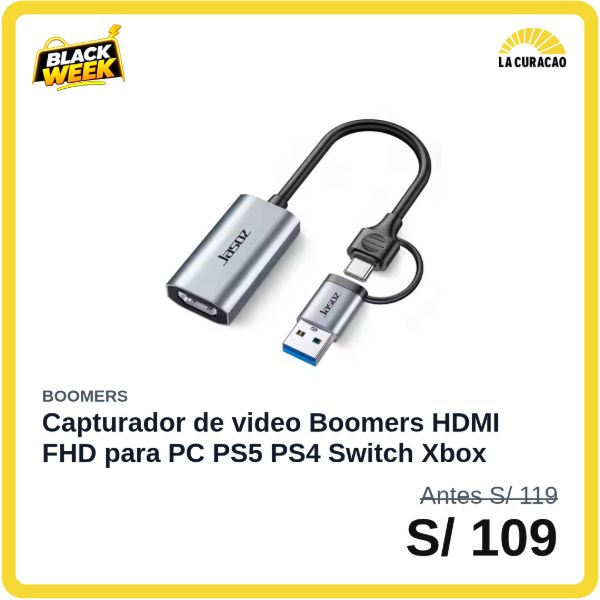 BLACK
WEEK
LA CURACAO
Jasoz
Jasoz
BOOMERS
Capturador de video Boomers HDMI
FHD para PC PS5 PS4 Switch Xbox
Antes S/ 119
S/ 109